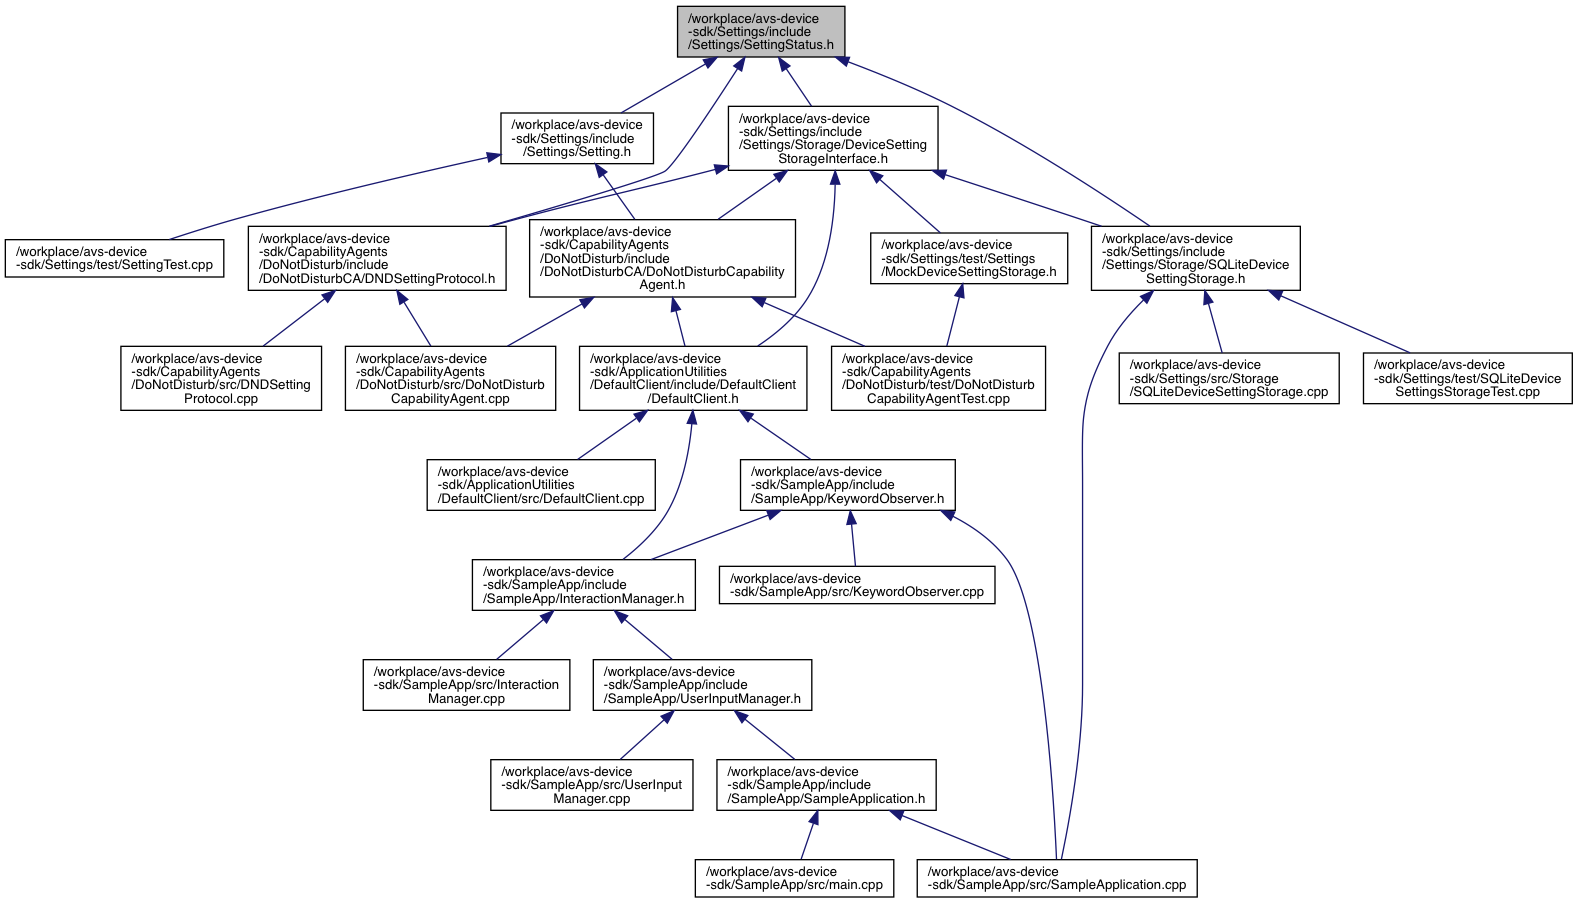 /workplace/avs-device
-sdk/Settings/include
/Settings/SettingStatus.h
/workplace/avs-device
-sdk/Settings/include
/Settings/Setting.h
/workplace/avs-device
-sdk/Settings/include
/Settings/Storage/DeviceSetting
StorageInterface.h
/workplace/avs-device
-sdk/Settings/test/SettingTest.cpp
/workplace/avs-device
-sdk/CapabilityAgents
/DoNotDisturb/include
/DoNotDisturbCA/DNDSettingProtocol.h
/workplace/avs-device
-sdk/CapabilityAgents
/DoNotDisturb/include
/DoNotDisturbCA/DoNotDisturbCapability
Agent.h
/workplace/avs-device
-sdk/Settings/test/Settings
/MockDeviceSettingStorage.h
/workplace/avs-device
-sdk/Settings/include
/Settings/Storage/SQLiteDevice
SettingStorage.h
/workplace/avs-device
-sdk/CapabilityAgents
/DoNotDisturb/src/DNDSetting
Protocol.cpp
/workplace/avs-device
-sdk/CapabilityAgents
/DoNotDisturb/src/DoNotDisturb
CapabilityAgent.cpp
/workplace/avs-device
-sdk/ApplicationUtilities
/DefaultClient/include/DefaultClient
/DefaultClient.h
/workplace/avs-device
-sdk/CapabilityAgents
/DoNotDisturb/test/DoNotDisturb
CapabilityAgentTest.cpp
/workplace/avs-device
-sdk/Settings/src/Storage
/SQLiteDeviceSettingStorage.cpp
/workplace/avs-device
-sdk/Settings/test/SQLiteDevice
SettingsStorageTest.cpp
/workplace/avs-device
-sdk/ApplicationUtilities
/DefaultClient/src/DefaultClient.cpp
/workplace/avs-device
-sdk/SampleApp/include
/SampleApp/KeywordObserver.h
/workplace/avs-device
-sdk/SampleApp/include
/SampleApp/InteractionManager.h
/workplace/avs-device
-sdk/SampleApp/src/KeywordObserver.cpp
/workplace/avs-device
-sdk/SampleApp/src/Interaction
Manager.cpp
/workplace/avs-device
-sdk/SampleApp/include
/SampleApp/UserInputManager.h
/workplace/avs-device
-sdk/SampleApp/src/UserInput
Manager.cpp
/workplace/avs-device
-sdk/SampleApp/include
/SampleApp/SampleApplication.h
/workplace/avs-device
-sdk/SampleApp/src/main.cpp
/workplace/avs-device
-sdk/SampleApp/src/SampleApplication.cpp